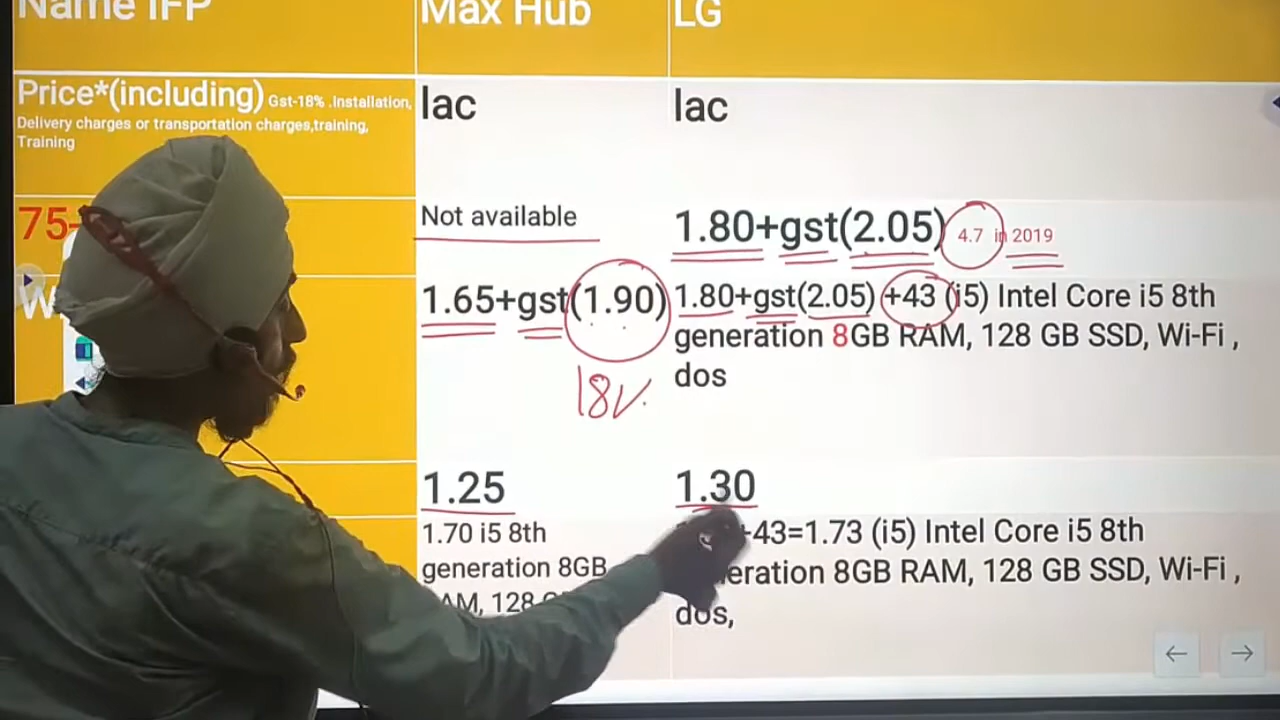 Name IFP
Max Hub
LG
Price*(including) Gst-18% .Installation,
Delivery charges or transportation charges,training,
Training
lac
lac
75-
Not available
1.80+gst(2.05) 4.7 in 2019
W
1.65+gst(1.90)
18%
1.80+gst(2.05) +43 (i5) Intel Core i5 8th
generation 8GB RAM, 128 GB SSD, Wi-Fi ,
dos
1.25
1.70 i5 8th
generation 8GB
128
1.30
+43=1.73 (i5) Intel Core i5 8th
8GB RAM, 128 GB SSD, Wi-Fi ,
dos,